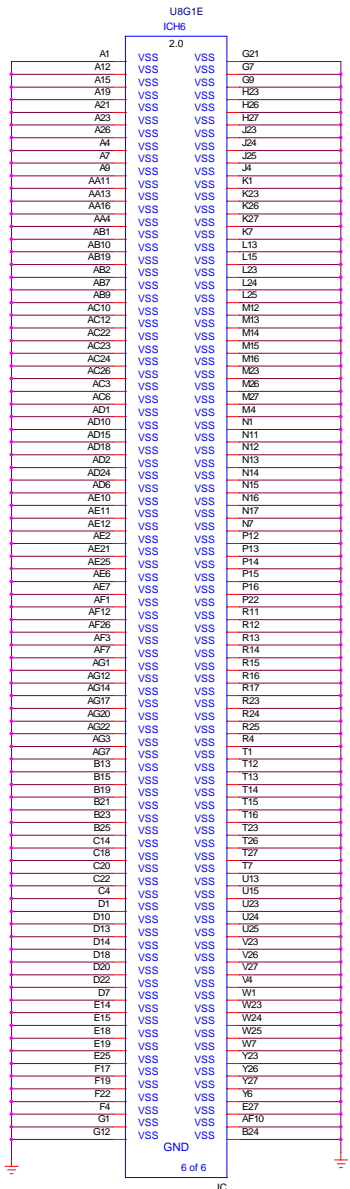 U8G1E
ICH6
2.0
A1 VSS VSS G21
A12 VSS VSS G7
A15 VSS VSS G9
A19 VSS VSS H23
A21 VSS VSS H26
A23 VSS VSS H27
A26 VSS VSS J23
A4 VSS VSS J24
A7 VSS VSS J25
A9 VSS VSS J4
AA11 VSS VSS K1
AA13 VSS VSS K23
AA16 VSS VSS K26
AA4 VSS VSS K27
AB1 VSS VSS K7
AB10 VSS VSS L13
AB19 VSS VSS L15
AB2 VSS VSS L23
AB7 VSS VSS L24
AB9 VSS VSS L25
AC10 VSS VSS M12
AC12 VSS VSS M13
AC22 VSS VSS M14
AC23 VSS VSS M15
AC24 VSS VSS M16
AC26 VSS VSS M23
AC3 VSS VSS M26
AC6 VSS VSS M27
AD1 VSS VSS M4
AD10 VSS VSS N1
AD15 VSS VSS N11
AD18 VSS VSS N12
AD2 VSS VSS N13
AD24 VSS VSS N14
AD6 VSS VSS N15
AE10 VSS VSS N16
AE11 VSS VSS N17
AE12 VSS VSS N7
AE2 VSS VSS P12
AE21 VSS VSS P13
AE25 VSS VSS P14
AE6 VSS VSS P15
AE7 VSS VSS P16
AF1 VSS VSS P22
AF12 VSS VSS R11
AF26 VSS VSS R12
AF3 VSS VSS R13
AF7 VSS VSS R14
AG1 VSS VSS R15
AG12 VSS VSS R16
AG14 VSS VSS R17
AG17 VSS VSS R23
AG20 VSS VSS R24
AG22 VSS VSS R25
AG3 VSS VSS R4
AG7 VSS VSS T1
B13 VSS VSS T12
B15 VSS VSS T13
B19 VSS VSS T14
B21 VSS VSS T15
B23 VSS VSS T16
B25 VSS VSS T23
C14 VSS VSS T26
C18 VSS VSS T27
C20 VSS VSS T7
C22 VSS VSS U13
C4 VSS VSS U15
D1 VSS VSS U23
D10 VSS VSS U24
D13 VSS VSS U25
D14 VSS VSS V23
D18 VSS VSS V26
D20 VSS VSS V27
D22 VSS VSS V4
D7 VSS VSS W1
E14 VSS VSS W23
E15 VSS VSS W24
E18 VSS VSS W25
E19 VSS VSS W7
E25 VSS VSS Y23
F17 VSS VSS Y26
F19 VSS VSS Y27
F22 VSS VSS Y6
F4 VSS VSS E27
G1 VSS VSS AF10
G12 VSS VSS B24
GND
6 of 6
IC